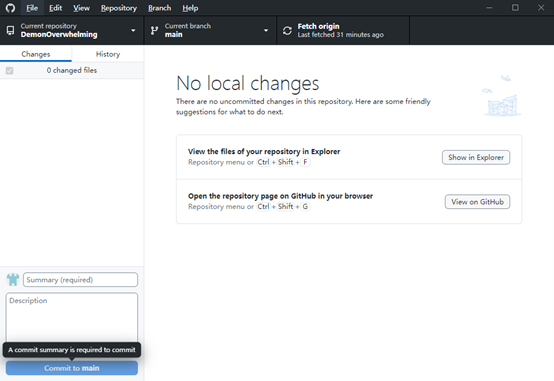 File Edit View Repository Branch Help
Current repository
DemonOverwhelming
Current branch
main
Fetch origin
Last fetched 31 minutes ago
Changes
History
0 changed files
No local changes
There are no uncommitted changes in this repository. Here are some friendly
suggestions for what to do next.
View the files of your repository in Explorer
Repository menu or Ctrl + Shift + F
Show in Explorer
Open the repository page on GitHub in your browser
Repository menu or Ctrl + Shift + G
View on GitHub
Summary (required)
Description
A commit summary is required to commit
Commit to main